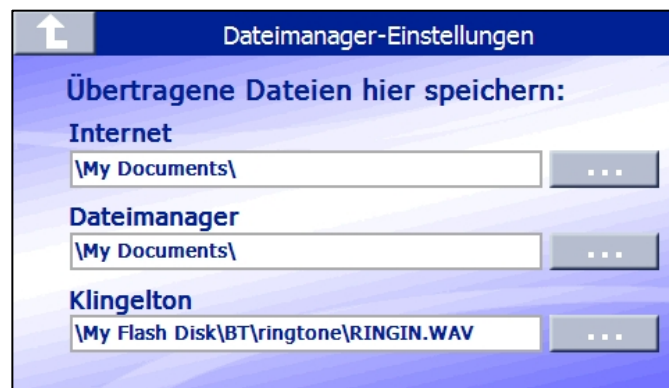 Dateimanager-Einstellungen
Übertragene Dateien hier speichern:
Internet
\My Documents\
...
Dateimanager
\My Documents\
...
Klingelton
\My Flash Disk\BT\ringtone\RINGIN.WAV
...